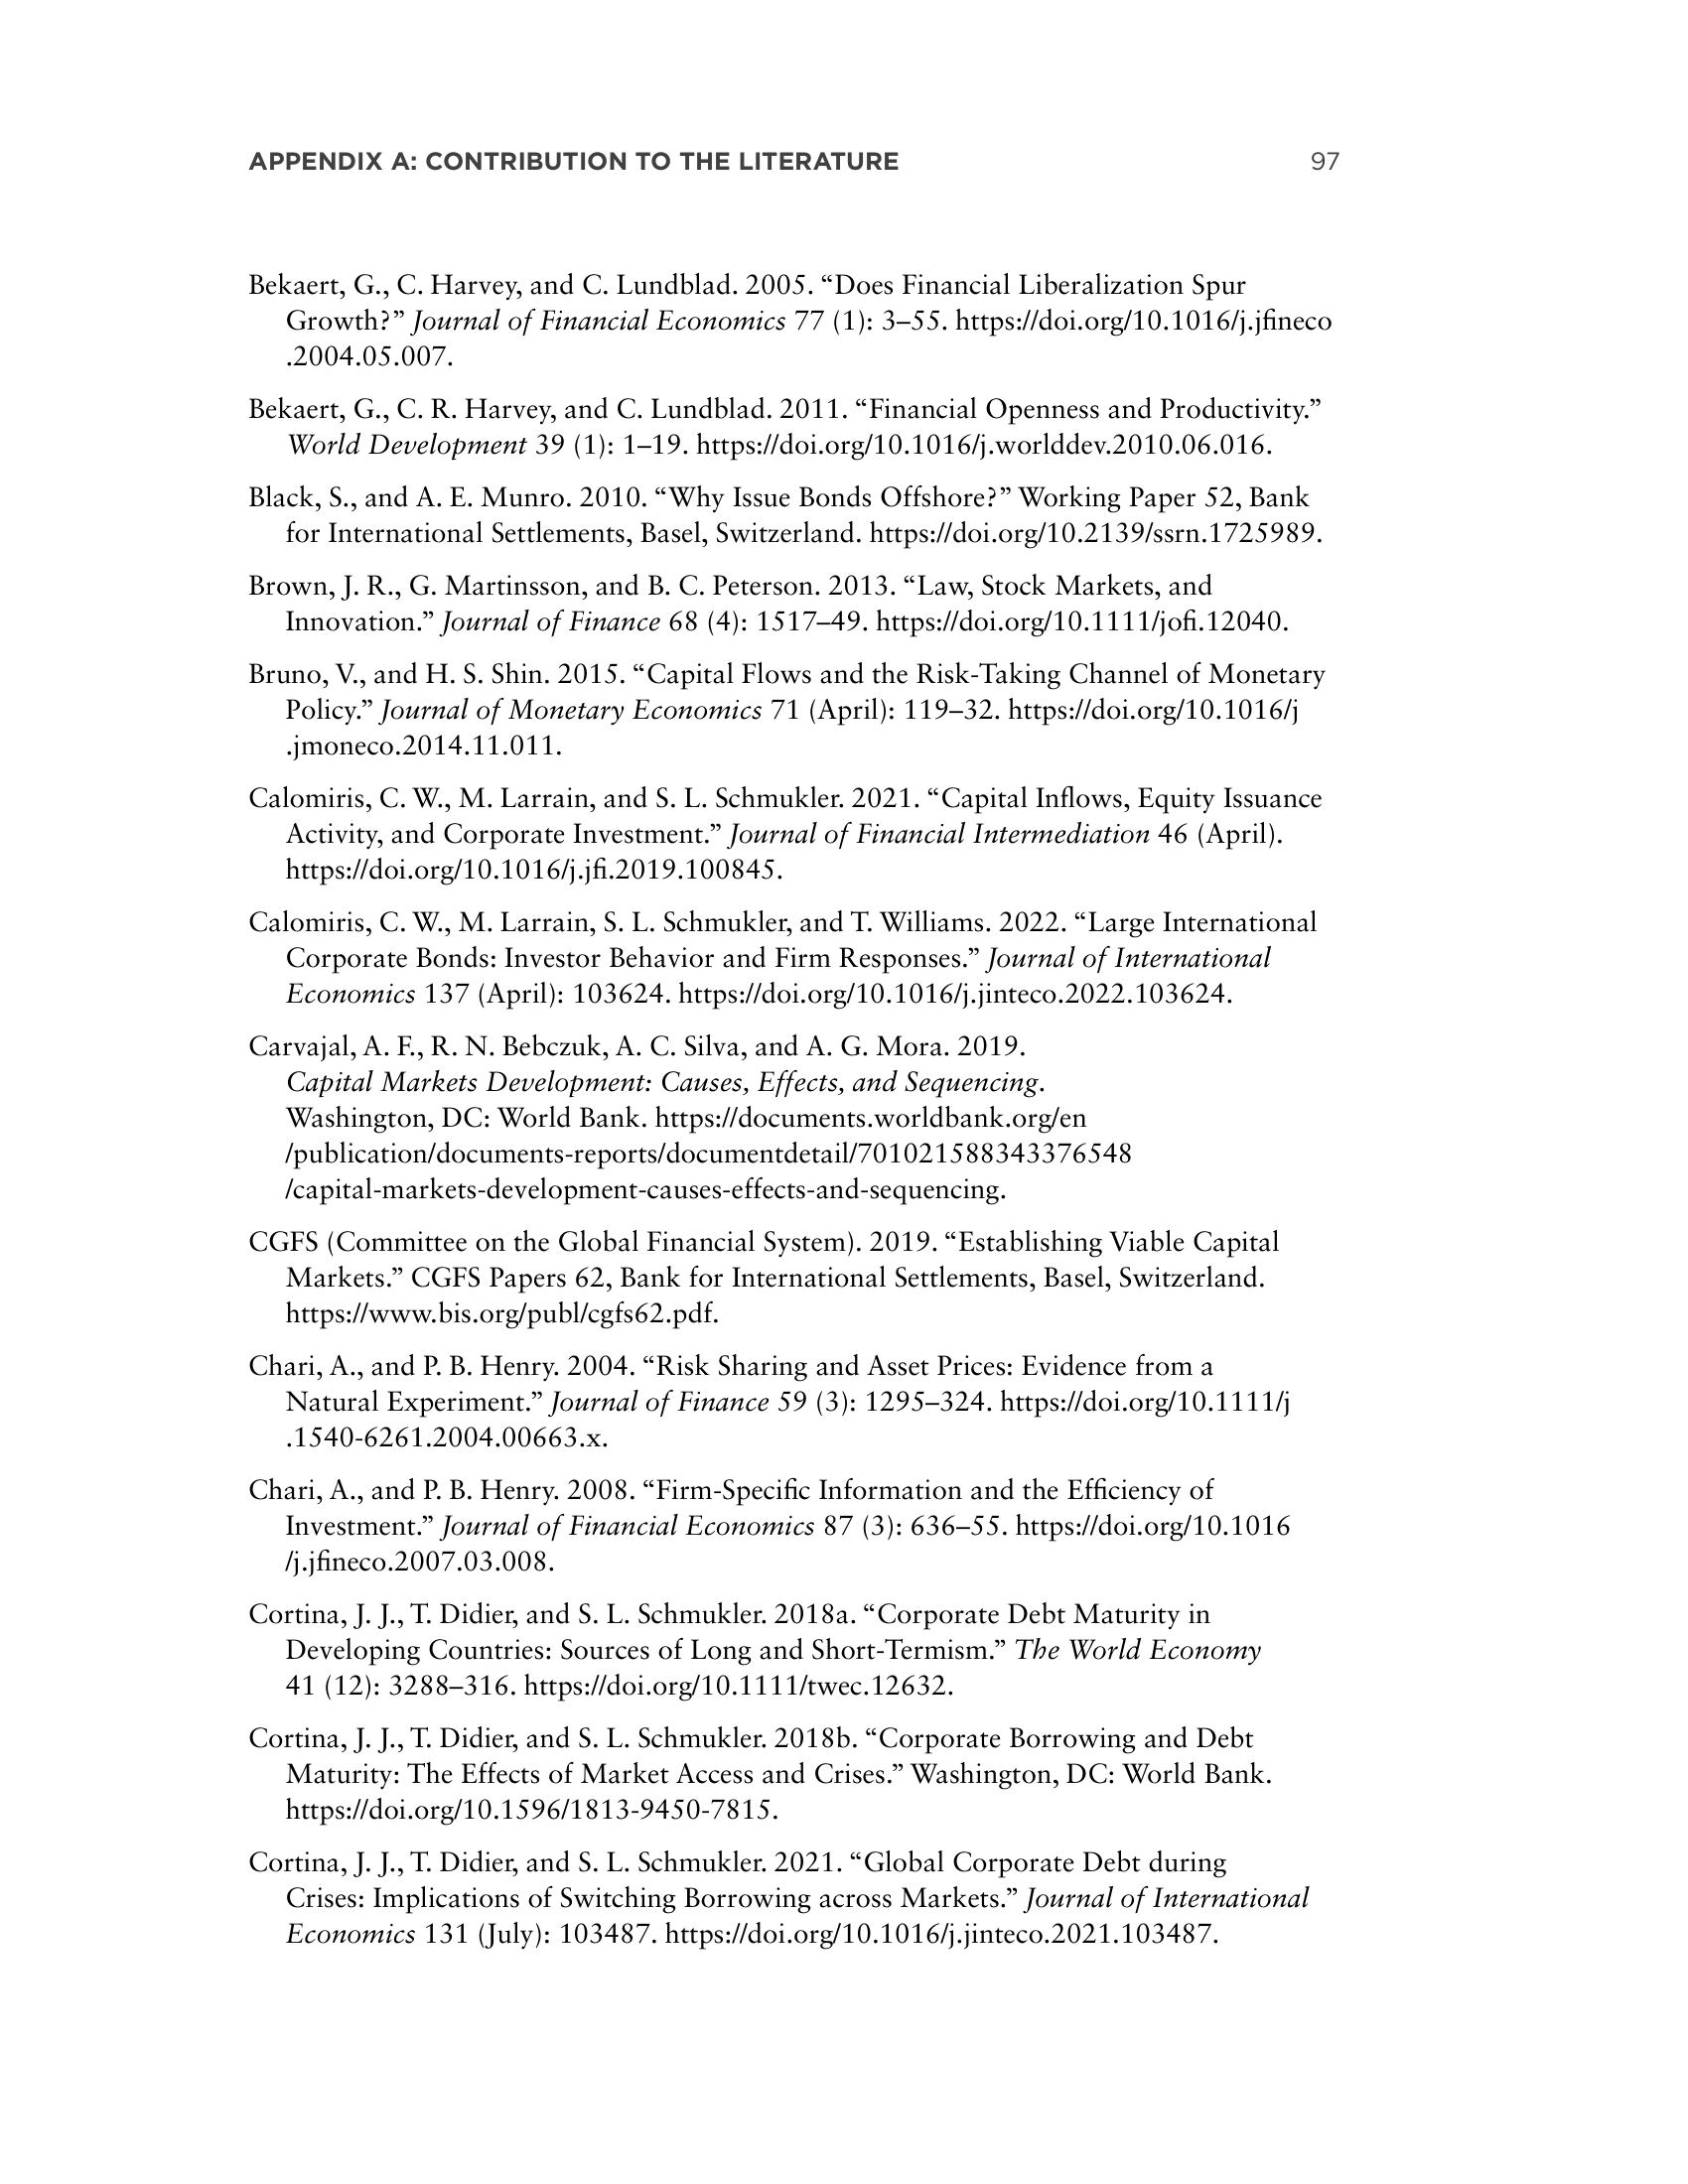 APPENDIX A: CONTRIBUTION TO THE LITERATURE 97
Bekaert, G., C. Harvey, and C. Lundblad. 2005. “Does Financial Liberalization Spur
Growth?” Journal of Financial Economics 77 (1): 3–55. https://doi.org/10.1016/j.jfineco
.2004.05.007.
Bekaert, G., C. R. Harvey, and C. Lundblad. 2011. “Financial Openness and Productivity.”
World Development 39 (1): 1–19. https://doi.org/10.1016/j.worlddev.2010.06.016.
Black, S., and A. E. Munro. 2010. “Why Issue Bonds Offshore?” Working Paper 52, Bank
for International Settlements, Basel, Switzerland. https://doi.org/10.2139/ssrn.1725989.
Brown, J. R., G. Martinsson, and B. C. Peterson. 2013. “Law, Stock Markets, and
Innovation.” Journal of Finance 68 (4): 1517–49. https://doi.org/10.1111/jofi.12040.
Bruno, V., and H. S. Shin. 2015. “Capital Flows and the Risk-Taking Channel of Monetary
Policy.” Journal of Monetary Economics 71 (April): 119–32. https://doi.org/10.1016/j
.jmoneco.2014.11.011.
Calomiris, C. W., M. Larrain, and S. L. Schmukler. 2021. “Capital Inflows, Equity Issuance
Activity, and Corporate Investment.” Journal of Financial Intermediation 46 (April).
https://doi.org/10.1016/j.jfi.2019.100845.
Calomiris, C. W., M. Larrain, S. L. Schmukler, and T. Williams. 2022. “Large International
Corporate Bonds: Investor Behavior and Firm Responses.” Journal of International
Economics 137 (April): 103624. https://doi.org/10.1016/j.jinteco.2022.103624.
Carvajal, A. F., R. N. Bebczuk, A. C. Silva, and A. G. Mora. 2019.
Capital Markets Development: Causes, Effects, and Sequencing.
Washington, DC: World Bank. https://documents.worldbank.org/en
/publication/documents-reports/documentdetail/701021588343376548
/capital-markets-development-causes-effects-and-sequencing.
CGFS (Committee on the Global Financial System). 2019. “Establishing Viable Capital
Markets.” CGFS Papers 62, Bank for International Settlements, Basel, Switzerland.
https://www.bis.org/publ/cgfs62.pdf.
Chari, A., and P. B. Henry. 2004. “Risk Sharing and Asset Prices: Evidence from a
Natural Experiment.” Journal of Finance 59 (3): 1295–324. https://doi.org/10.1111/j
.1540-6261.2004.00663.x.
Chari, A., and P. B. Henry. 2008. “Firm-Specific Information and the Efficiency of
Investment.” Journal of Financial Economics 87 (3): 636–55. https://doi.org/10.1016
/j.jfineco.2007.03.008.
Cortina, J. J., T. Didier, and S. L. Schmukler. 2018a. “Corporate Debt Maturity in
Developing Countries: Sources of Long and Short-Termism.” The World Economy
41 (12): 3288–316. https://doi.org/10.1111/twec.12632.
Cortina, J. J., T. Didier, and S. L. Schmukler. 2018b. “Corporate Borrowing and Debt
Maturity: The Effects of Market Access and Crises.” Washington, DC: World Bank.
https://doi.org/10.1596/1813-9450-7815.
Cortina, J. J., T. Didier, and S. L. Schmukler. 2021. “Global Corporate Debt during
Crises: Implications of Switching Borrowing across Markets.” Journal of International
Economics 131 (July): 103487. https://doi.org/10.1016/j.jinteco.2021.103487.